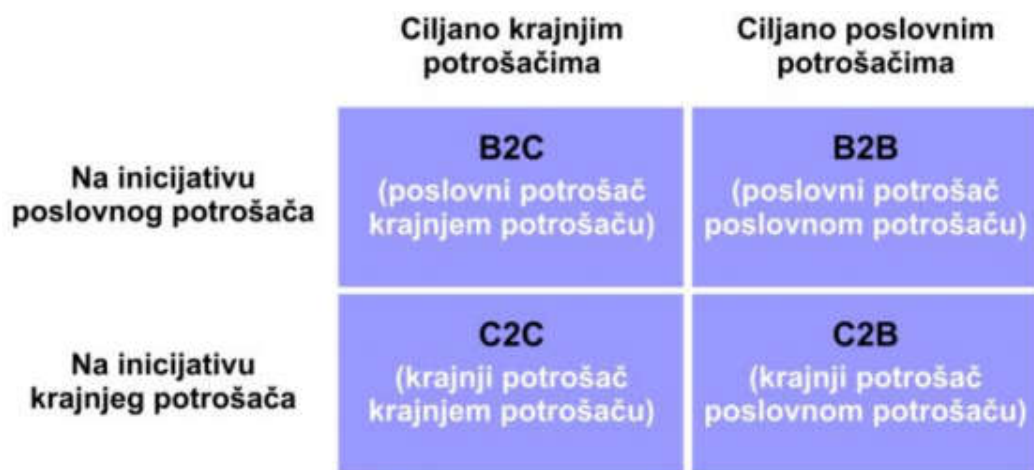 Ciljano krajnjim
potrošačima
Ciljano poslovnim
potrošačima
Na inicijativu
poslovnog potrošača
B2C
(poslovni potrošač
krajnjem potrošaču)
B2B
(poslovni potrošač
poslovnom potrošaču)
Na inicijativu
krajnjeg potrošača
C2C
(krajnji potrošač
krajnjem potrošaču)
C2B
(krajnji potrošač
poslovnom potrošaču)